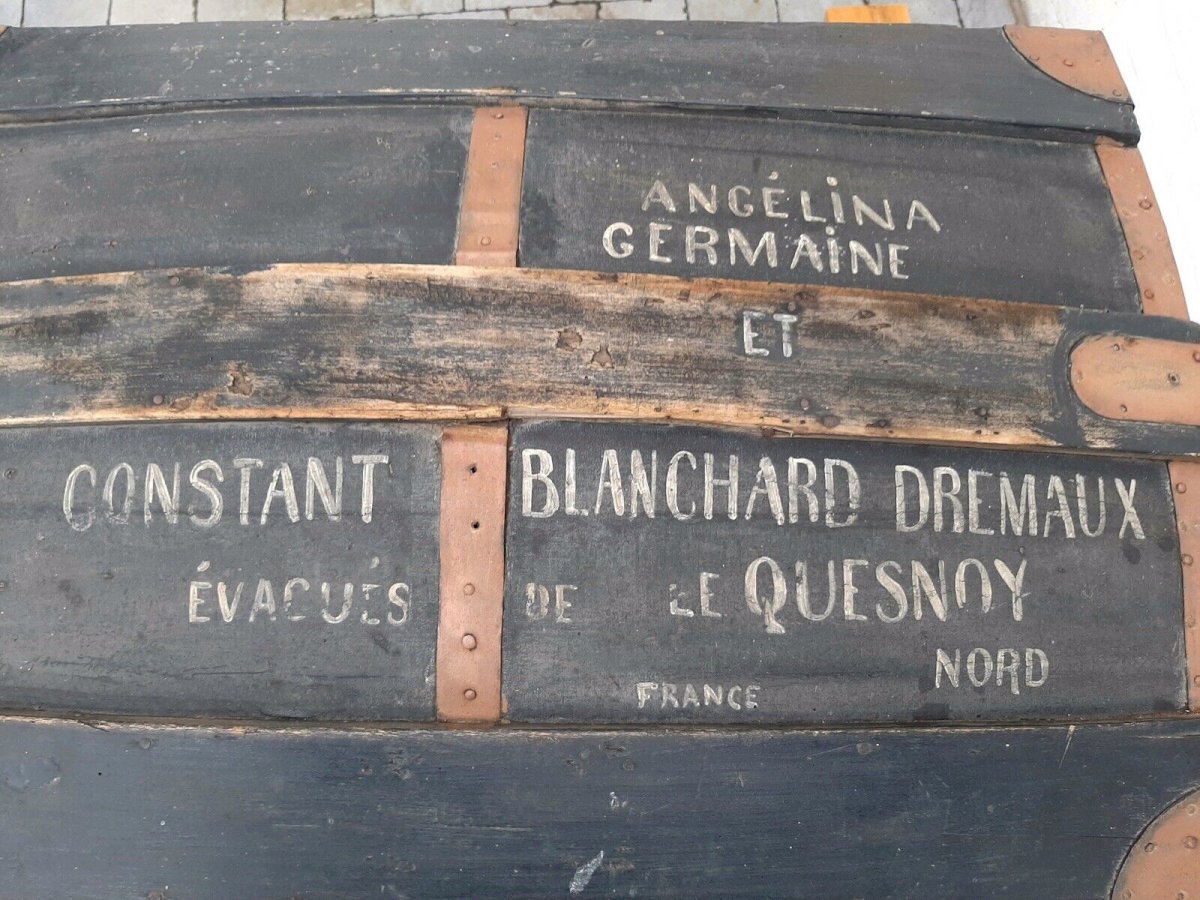 ANGÉLiNA
GERMAiNE
ET
CONSTANT BLANCHARD DREMAUX
ÉVACUÉS DE LE QUESNOY
NORD
FRANCE